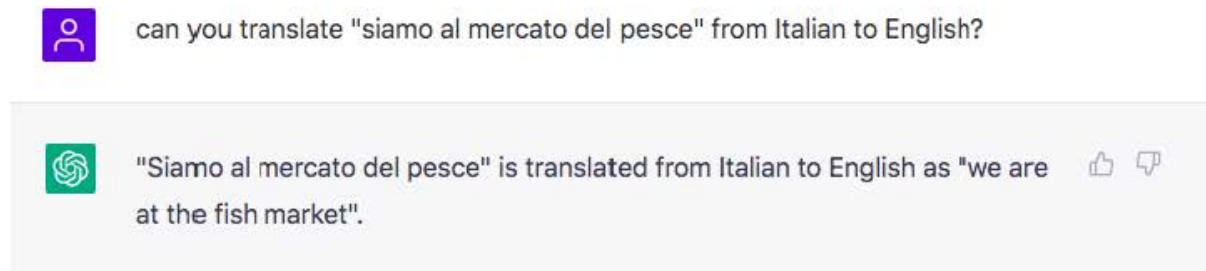 can you translate "siamo al mercato del pesce" from Italian to English?
"Siamo al mercato del pesce" is translated from Italian to English as "we are
at the fish market".